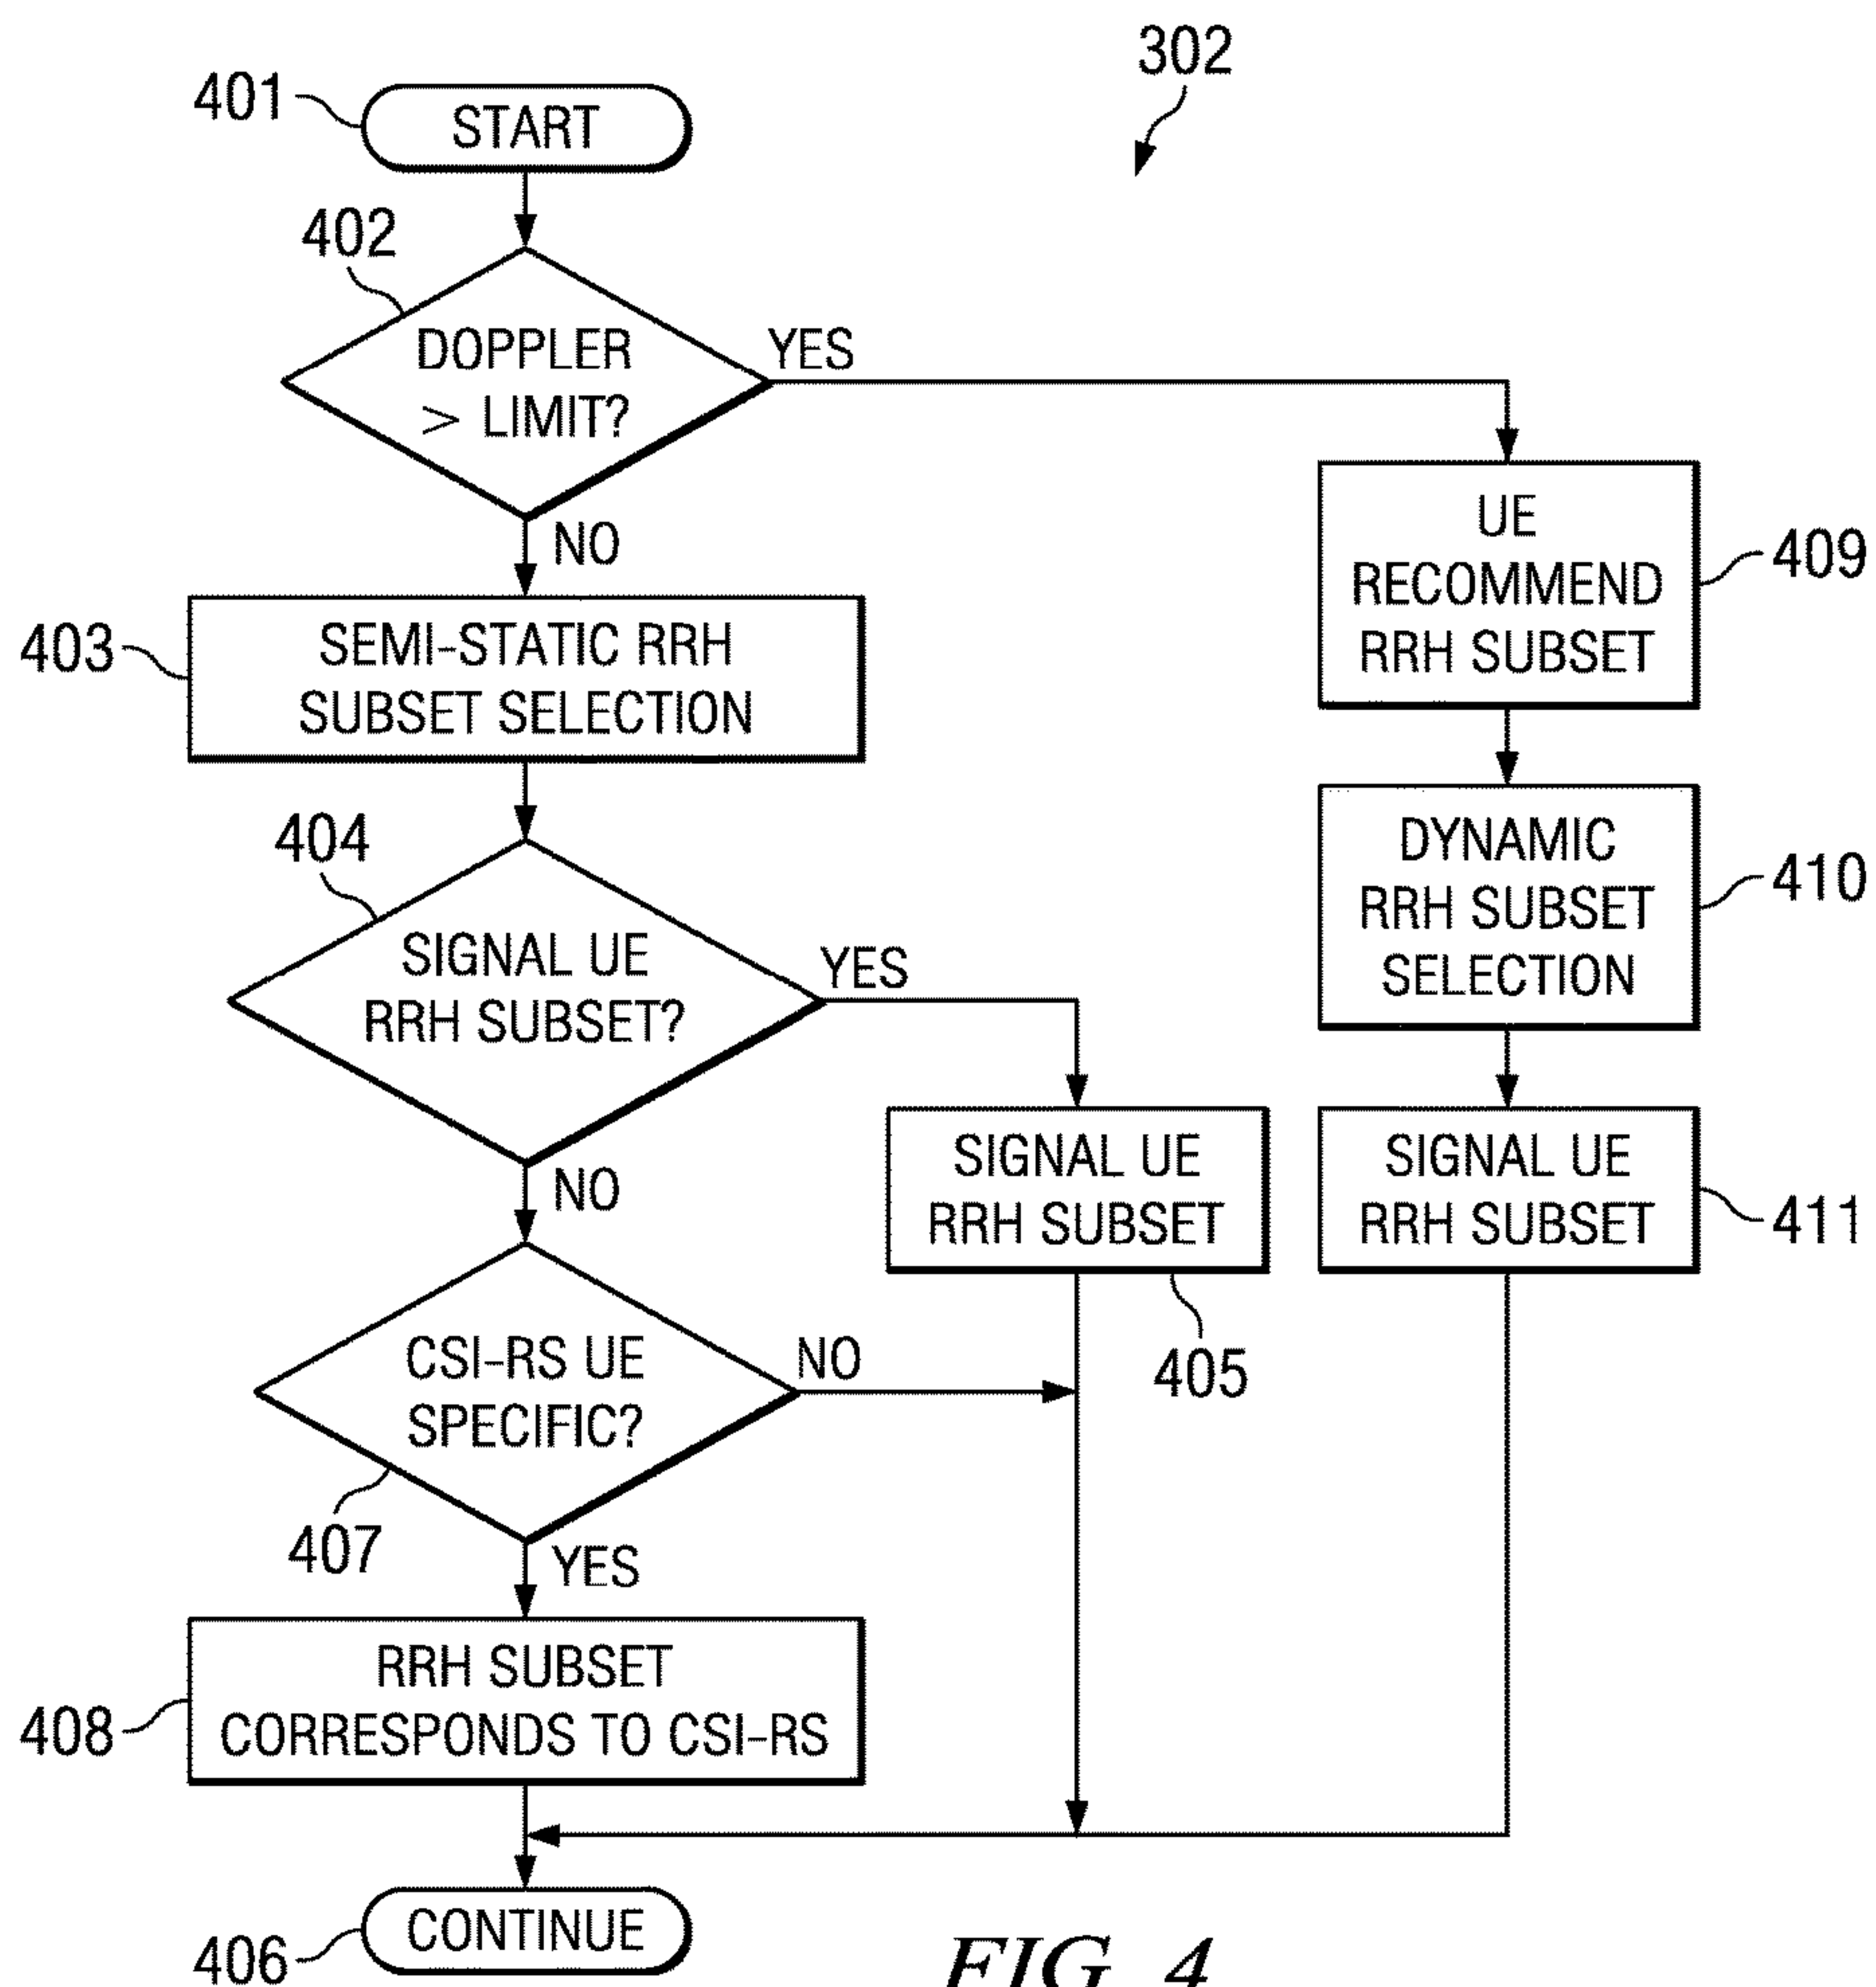 302
401
START
402
DOPPLER
> LIMIT?
YES
NO
403
SEMI-STATIC RRH
SUBSET SELECTION
UE
RECOMMEND
RRH SUBSET
409
404
SIGNAL UE
RRH SUBSET?
YES
NO
DYNAMIC
RRH SUBSET
SELECTION
410
SIGNAL UE
RRH SUBSET
405
SIGNAL UE
RRH SUBSET
411
CSI-RS UE
SPECIFIC?
NO
407
YES
RRH SUBSET
CORRESPONDS TO CSI-RS
408
CONTINUE
406
FIG. 4